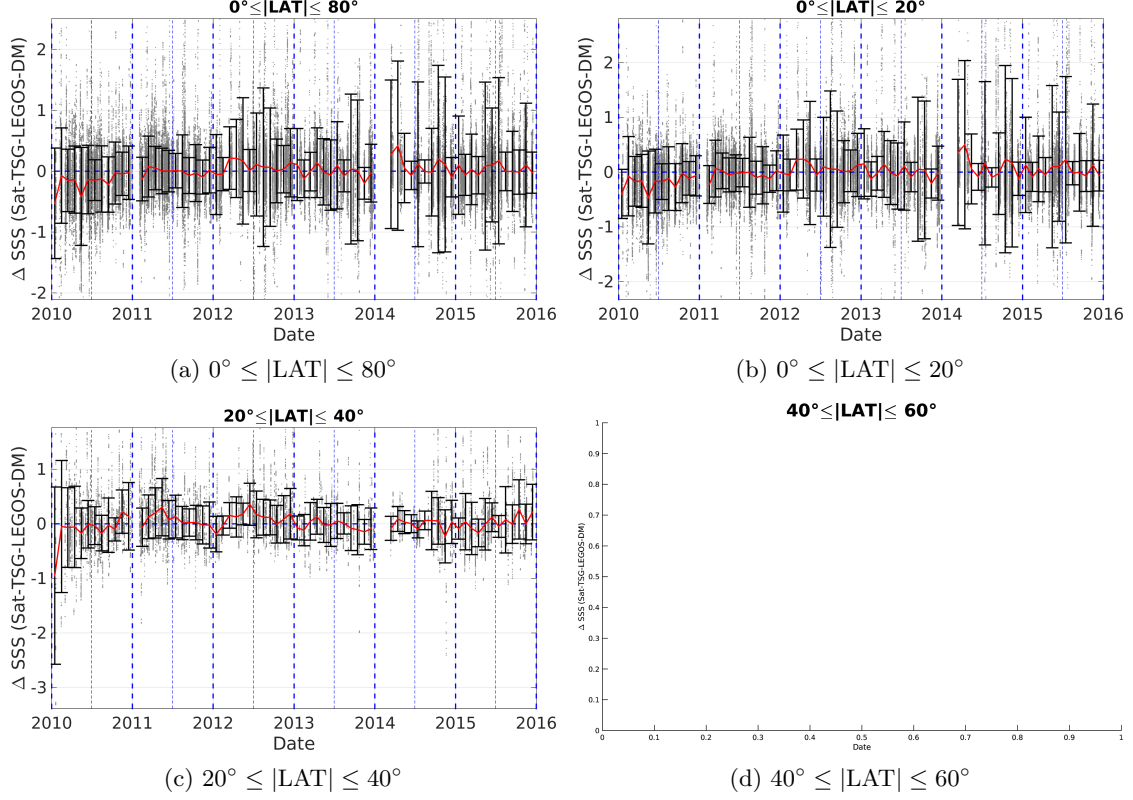 0°≤|LAT|≤ 80°
2
1
0
-1
-2
Δ SSS (Sat-TSG-LEGOS-DM)
2010 2011 2012 2013 2014 2015 2016
Date
(a) 0° ≤ |LAT| ≤ 80°
0°≤|LAT|≤ 20°
2
1
0
-1
-2
Δ SSS (Sat-TSG-LEGOS-DM)
2010 2011 2012 2013 2014 2015 2016
Date
(b) 0° ≤ |LAT| ≤ 20°
20°≤|LAT|≤ 40°
1
0
-1
-2
-3
Δ SSS (Sat-TSG-LEGOS-DM)
2010 2011 2012 2013 2014 2015 2016
Date
(c) 20° ≤ |LAT| ≤ 40°
40°≤|LAT|≤ 60°
1
0.9
0.8
0.7
0.6
0.5
0.4
0.3
0.2
0.1
0
Δ SSS (Sat-TSG-LEGOS-DM)
0 0.1 0.2 0.3 0.4 0.5 0.6 0.7 0.8 0.9 1
Date
(d) 40° ≤ |LAT| ≤ 60°